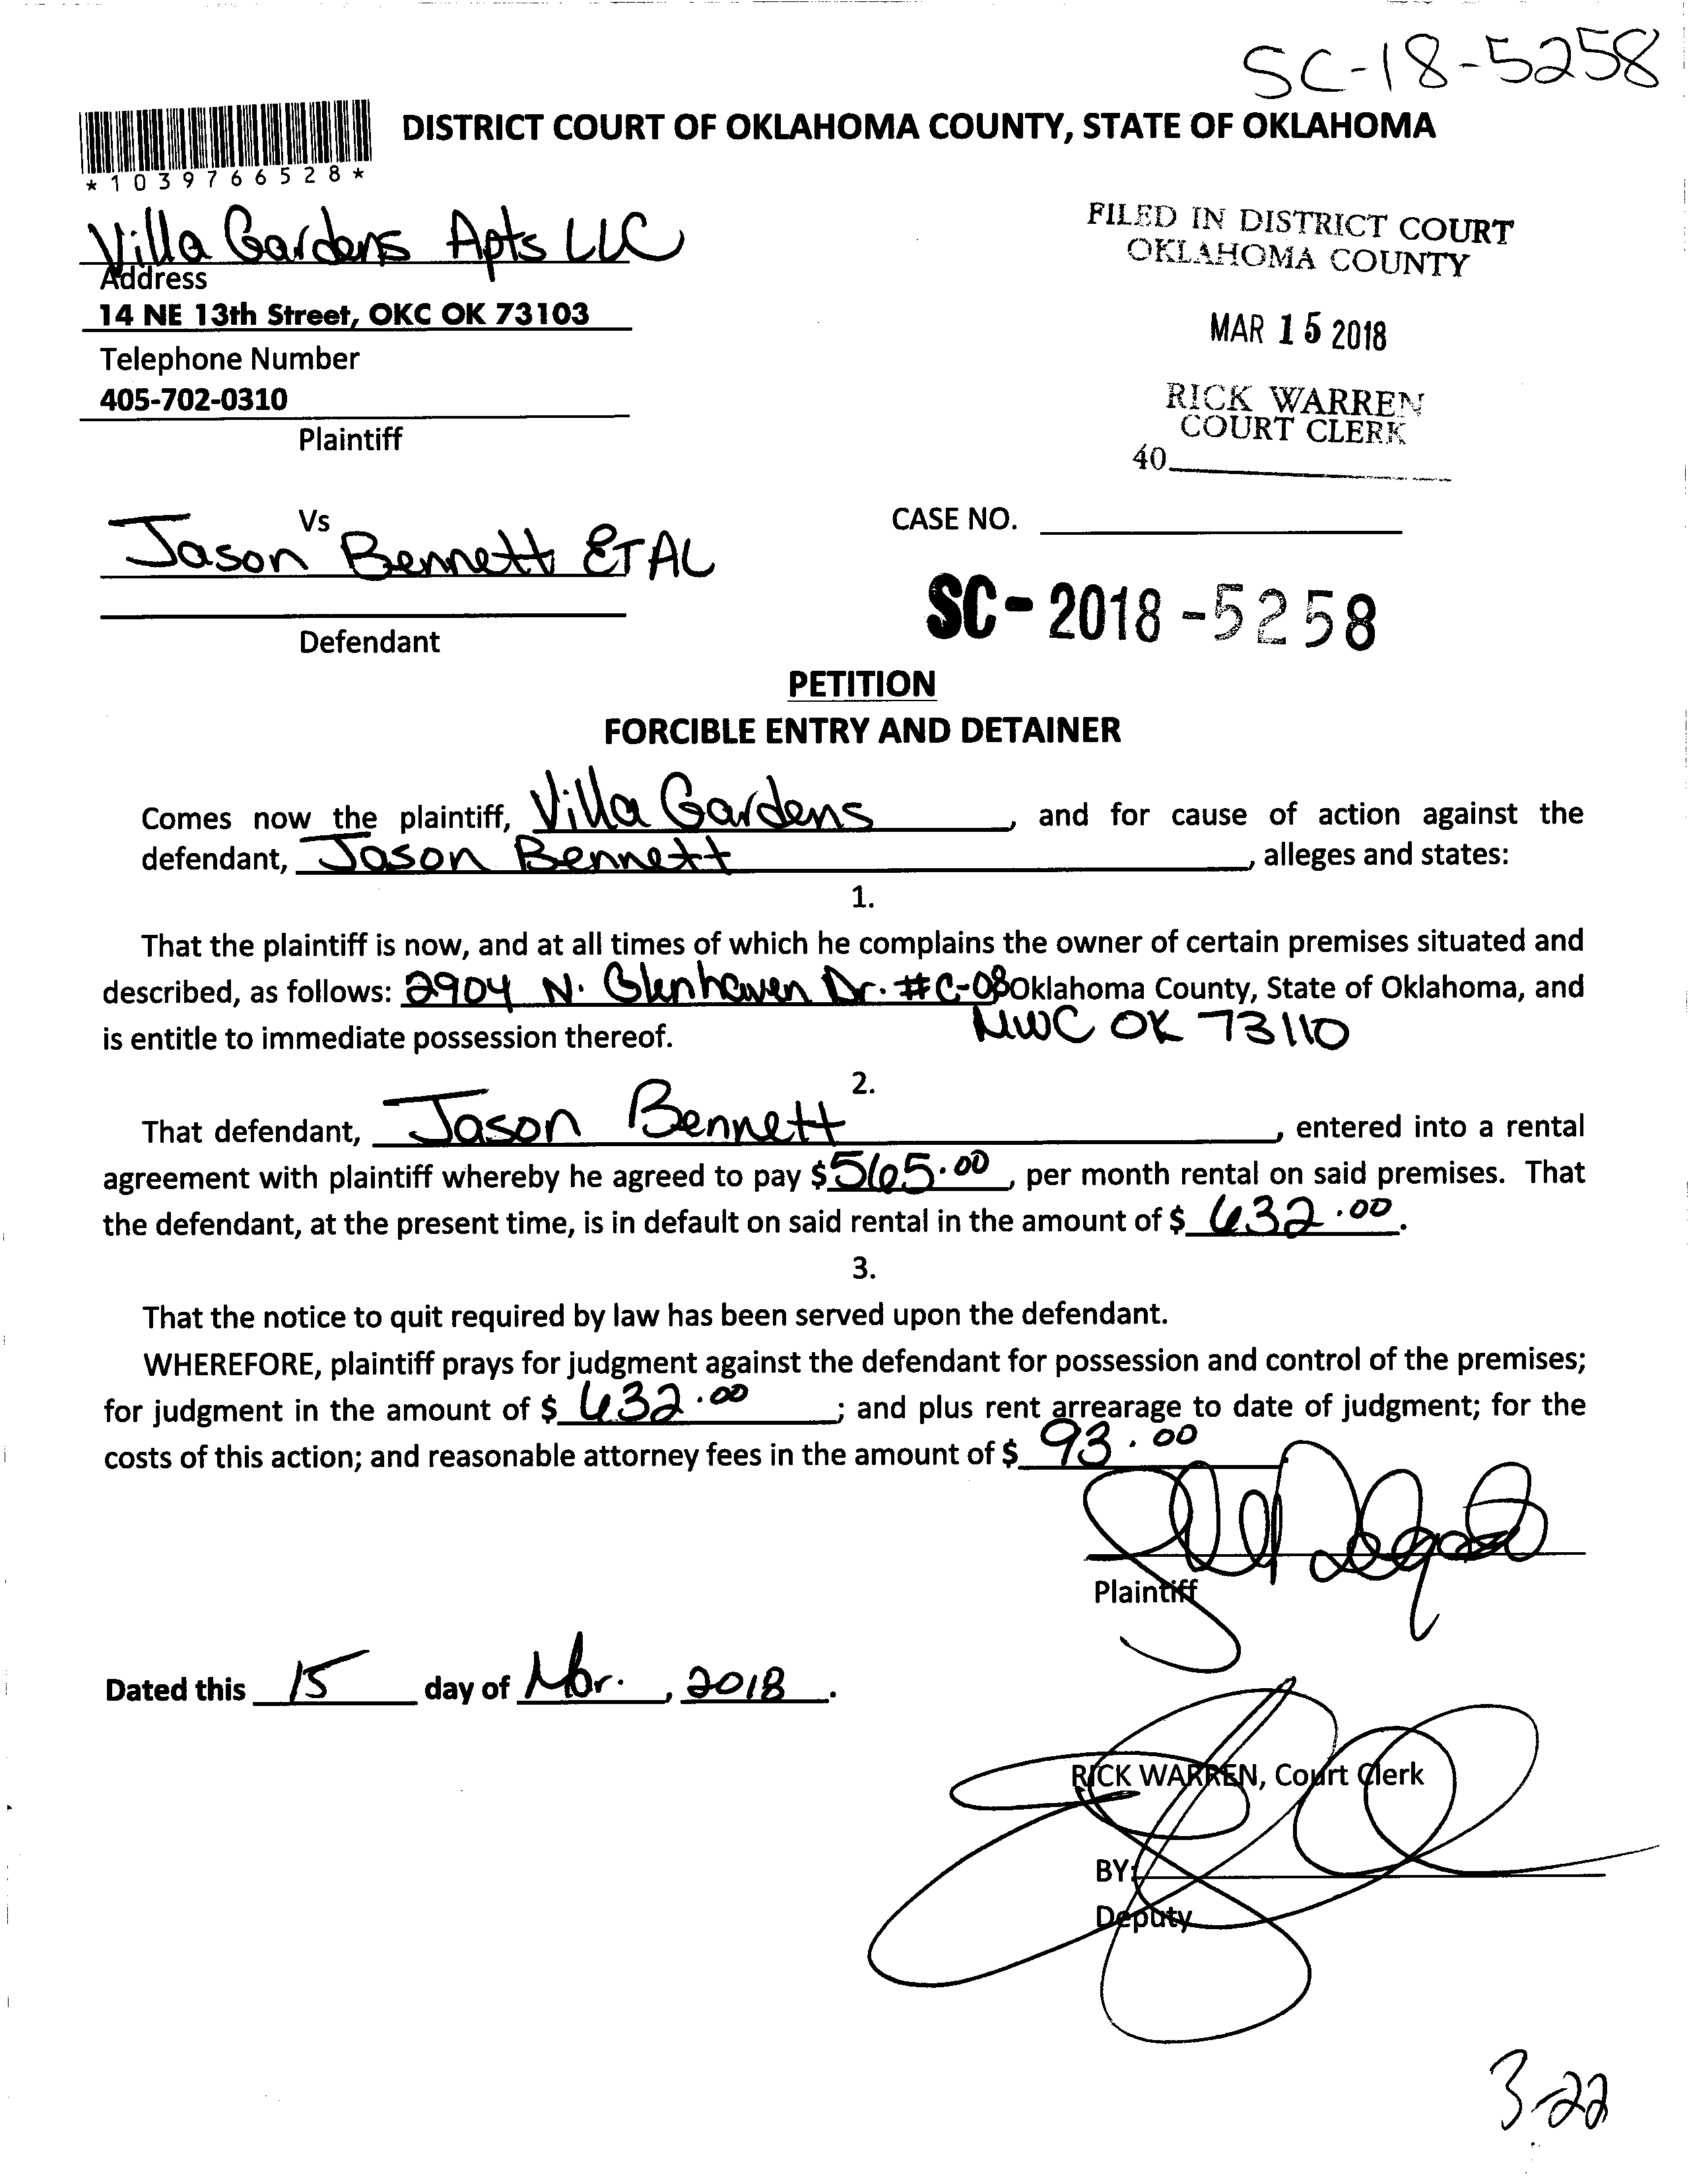 SC-18-5258
DISTRICT COURT OF OKLAHOMA COUNTY, STATE OF OKLAHOMA
*1039766528*
Villa Gardens Apts LLC
Address
14 NE 13th Street, OKC OK 73103
Telephone Number
405-702-0310
Plaintiff
FILED IN DISTRICT COURT
OKLAHOMA COUNTY
MAR 15 2018
RICK WARREN
COURT CLERK
40
Vs
Jason Bennett ETAL
Defendant
CASE NO.
SC-2018-5258
PETITION
FORCIBLE ENTRY AND DETAINER
Comes now the plaintiff, Villa Gardens, and for cause of action against the
defendant, Jason Bennett, alleges and states:
1.
That the plaintiff is now, and at all times of which he complains the owner of certain premises situated and
described, as follows: 2904 N. Glenhaven Dr. #C-08 Oklahoma County, State of Oklahoma, and
is entitle to immediate possession thereof. MWC OK 73110
2.
That defendant, Jason Bennett, entered into a rental
agreement with plaintiff whereby he agreed to pay $565.00, per month rental on said premises. That
the defendant, at the present time, is in default on said rental in the amount of $ 632.00.
3.
That the notice to quit required by law has been served upon the defendant.
WHEREFORE, plaintiff prays for judgment against the defendant for possession and control of the premises;
for judgment in the amount of $ 632.00; and plus rent arrearage to date of judgment; for the
costs of this action; and reasonable attorney fees in the amount of $ 93.00
Plaintiff
Dated this 15 day of Mar., 2018.
RICK WARREN, Court Clerk
BY:
Deputy
3-22